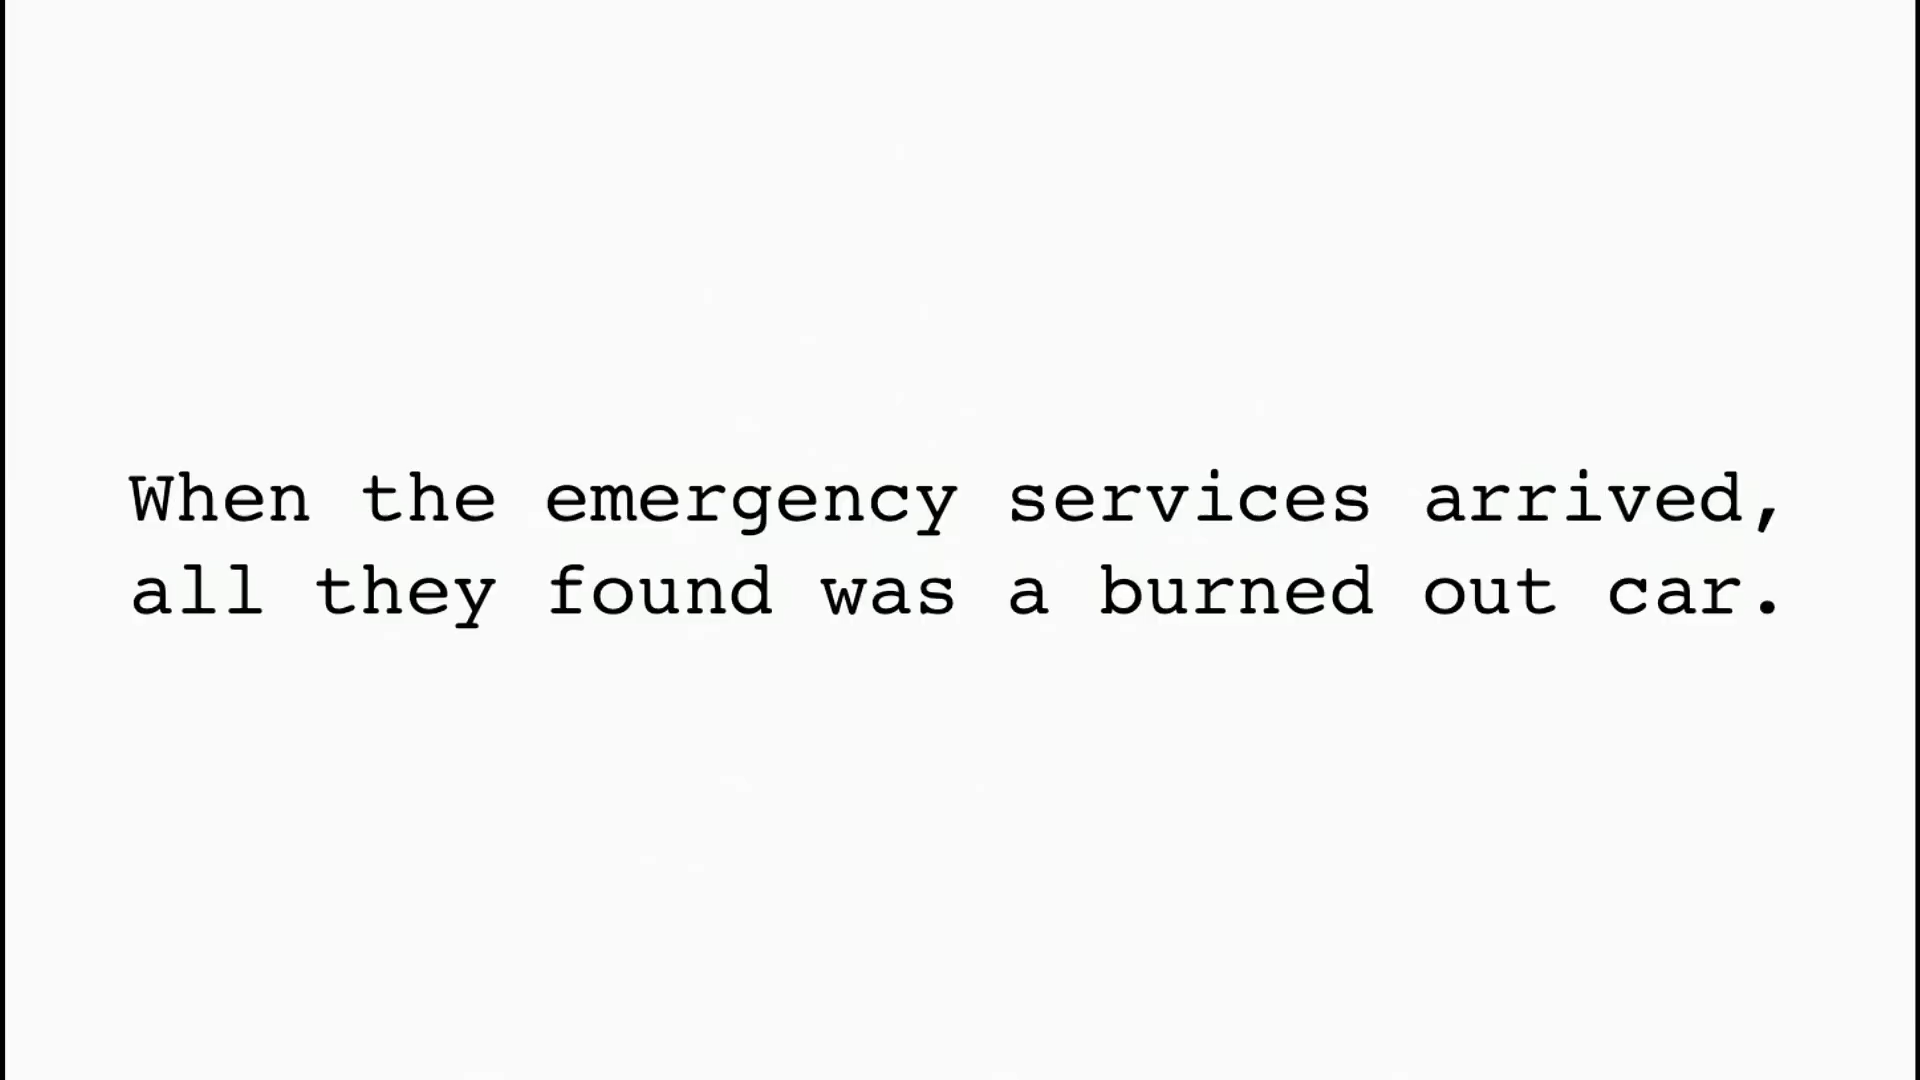 When the emergency services arrived,
all they found was a burned out car.